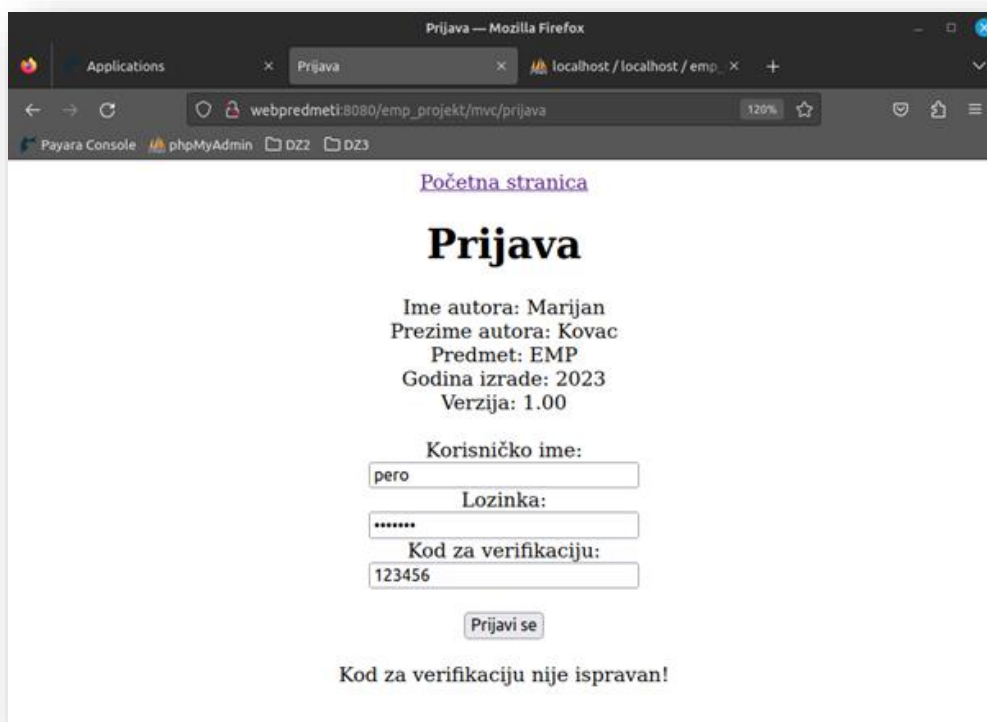 Prijava — Mozilla Firefox
Applications
Prijava
localhost / localhost / emp_
webpredmeti:8080/emp_projekt/mvc/prijava
120%
Payara Console phpMyAdmin DZ2 DZ3
Početna stranica
Prijava
Ime autora: Marijan
Prezime autora: Kovac
Predmet: EMP
Godina izrade: 2023
Verzija: 1.00
Korisničko ime:
pero
Lozinka:
•••••••
Kod za verifikaciju:
123456
Prijavi se
Kod za verifikaciju nije ispravan!